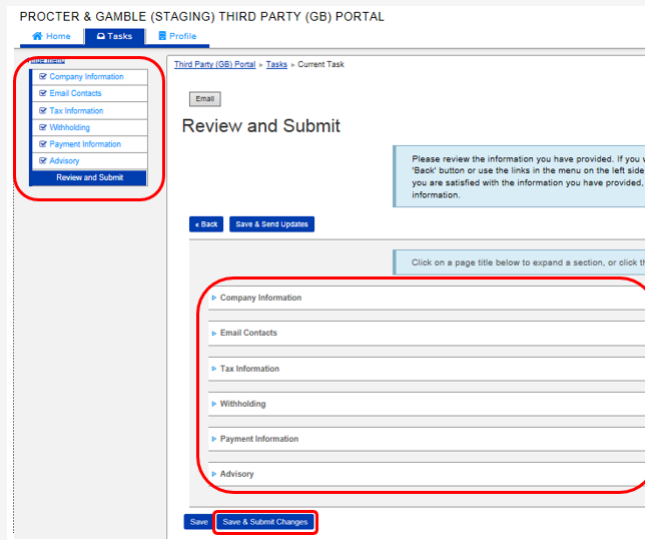 PROCTER & GAMBLE (STAGING) THIRD PARTY (GB) PORTAL
Home Tasks Profile
menu
Company Information
Email Contacts
Tax Information
Withholding
Payment Information
Advisory
Review and Submit
Third Party (GB) Portal » Tasks » Current Task
Email
Review and Submit
Please review the information you have provided. If you
'Back' button or use the links in the menu on the left side
you are satisfied with the information you have provided,
information.
« Back Save & Send Updates
Click on a page title below to expand a section, or click
Company Information
Email Contacts
Tax Information
Withholding
Payment Information
Advisory
Save Save & Submit Changes